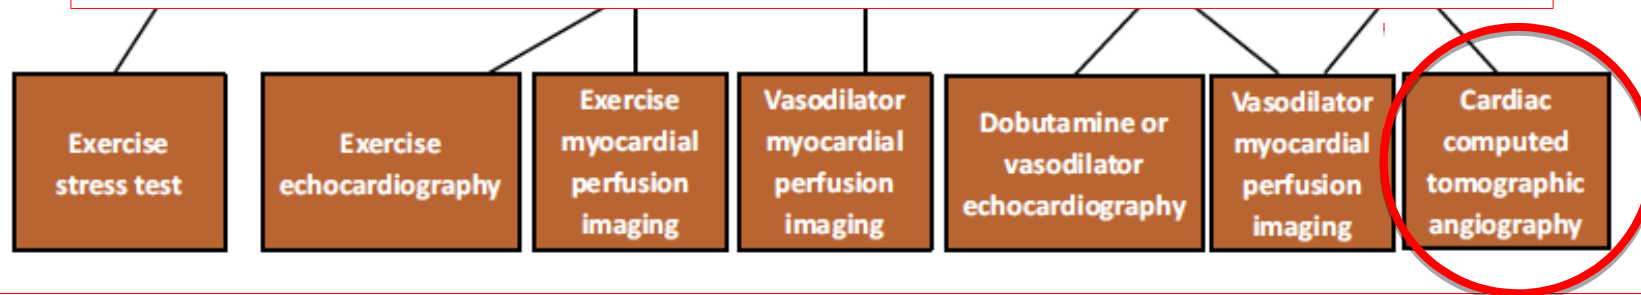 Exercise
stress test
Exercise
echocardiography
Exercise
myocardial
perfusion
imaging
Vasodilator
myocardial
perfusion
imaging
Dobutamine or
vasodilator
echocardiography
Vasodilator
myocardial
perfusion
imaging
Cardiac
computed
tomographic
angiography